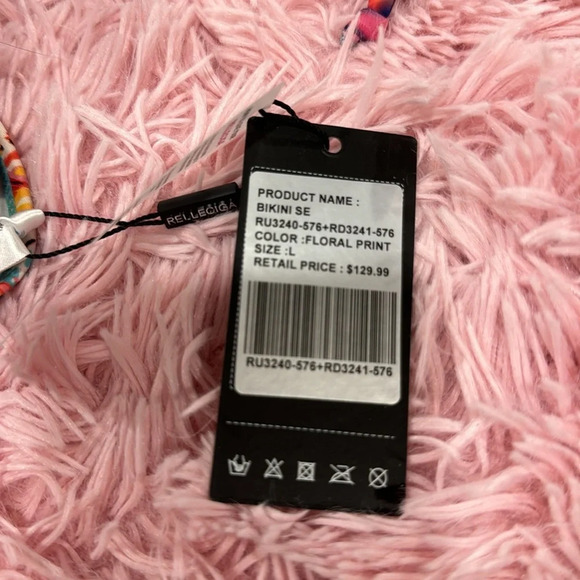 RELLECIGA
PRODUCT NAME :
BIKINI SE
RU3240-576+RD3241-576
COLOR :FLORAL PRINT
SIZE :L
RETAIL PRICE : $129.99
RU3240-576+RD3241-576